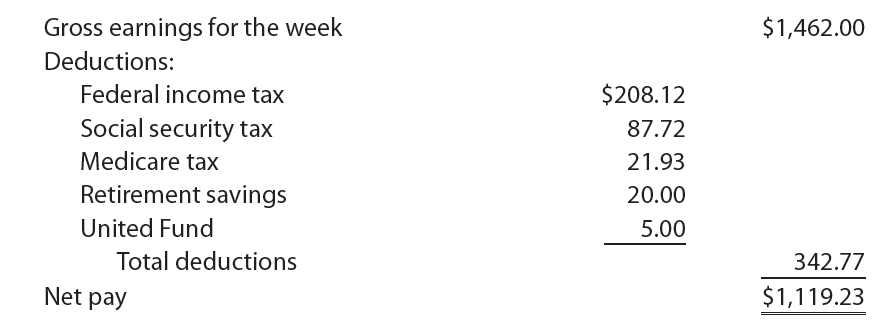 Gross earnings for the week $1,462.00
Deductions:
Federal income tax $208.12
Social security tax 87.72
Medicare tax 21.93
Retirement savings 20.00
United Fund 5.00
Total deductions 342.77
Net pay $1,119.23